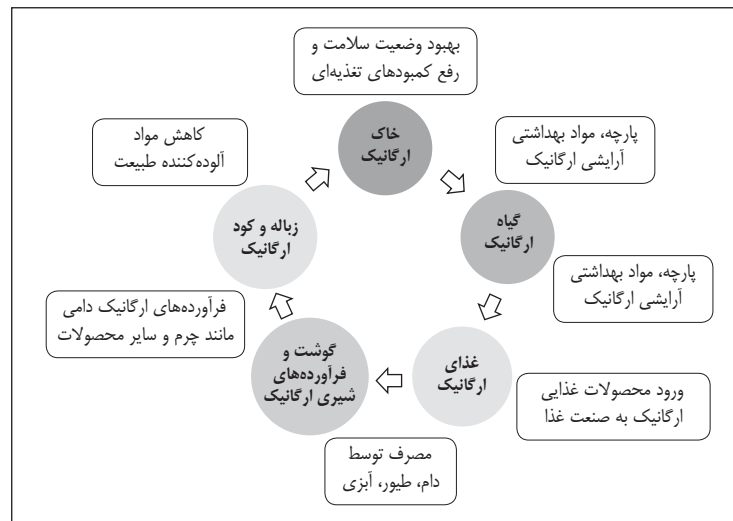 بهبود وضعیت سلامت و
رفع کمبودهای تغذیه‌ای
خاک
ارگانیک
پارچه، مواد بهداشتی
آرایشی ارگانیک
گیاه
ارگانیک
پارچه، مواد بهداشتی
آرایشی ارگانیک
غذای
ارگانیک
ورود محصولات غذایی
ارگانیک به صنعت غذا
مصرف توسط
دام، طیور، آبزی
گوشت و
فرآورده‌های
شیری ارگانیک
فرآورده‌های ارگانیک دامی
مانند چرم و سایر محصولات
زباله و کود
ارگانیک
کاهش مواد
آلوده‌کننده طبیعت